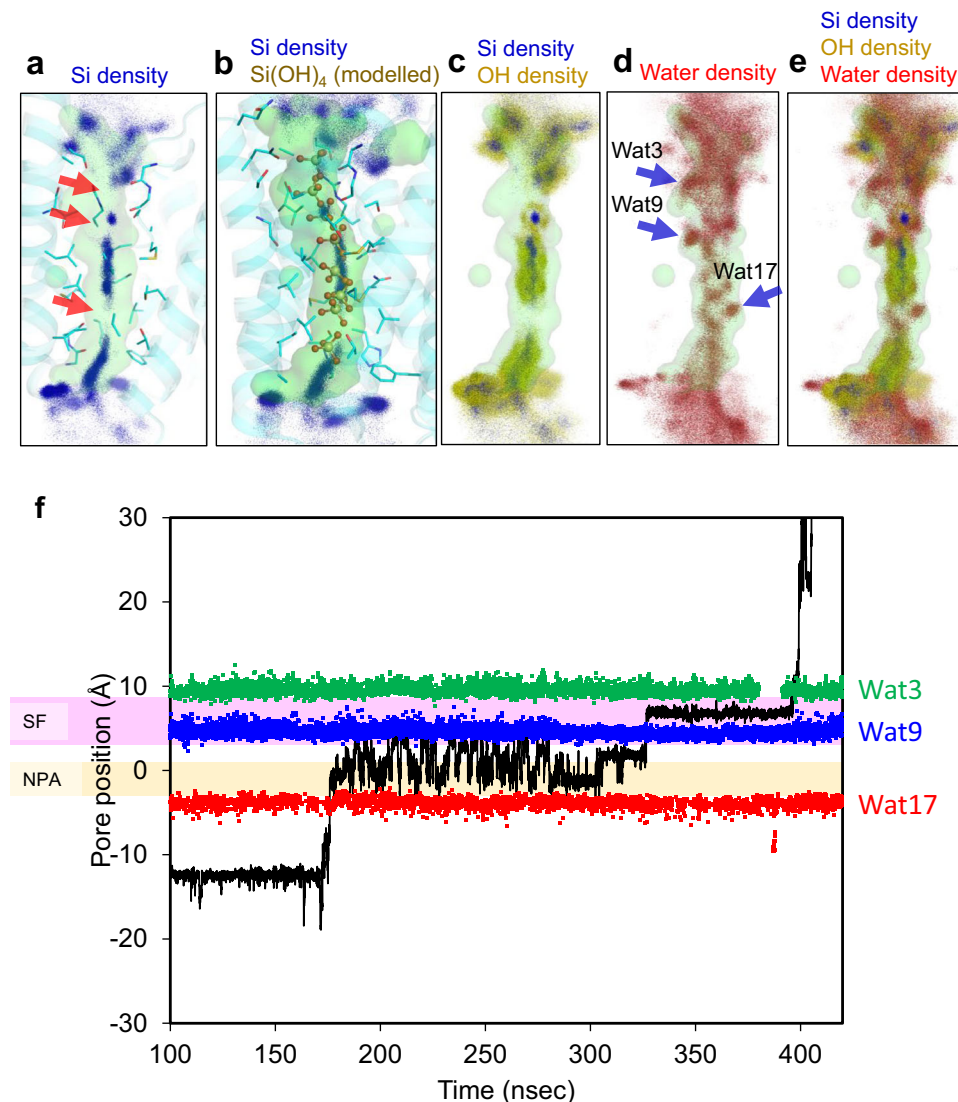 a
Si density
b
Si density
Si(OH)₄ (modelled)
c
Si density
OH density
d
Water density
e
Si density
OH density
Water density
Wat3
Wat9
Wat17
f
30
20
10
0
-10
-20
-30
Pore position (Å)
SF
NPA
Wat3
Wat9
Wat17
100
150
200
250
300
350
400
Time (nsec)